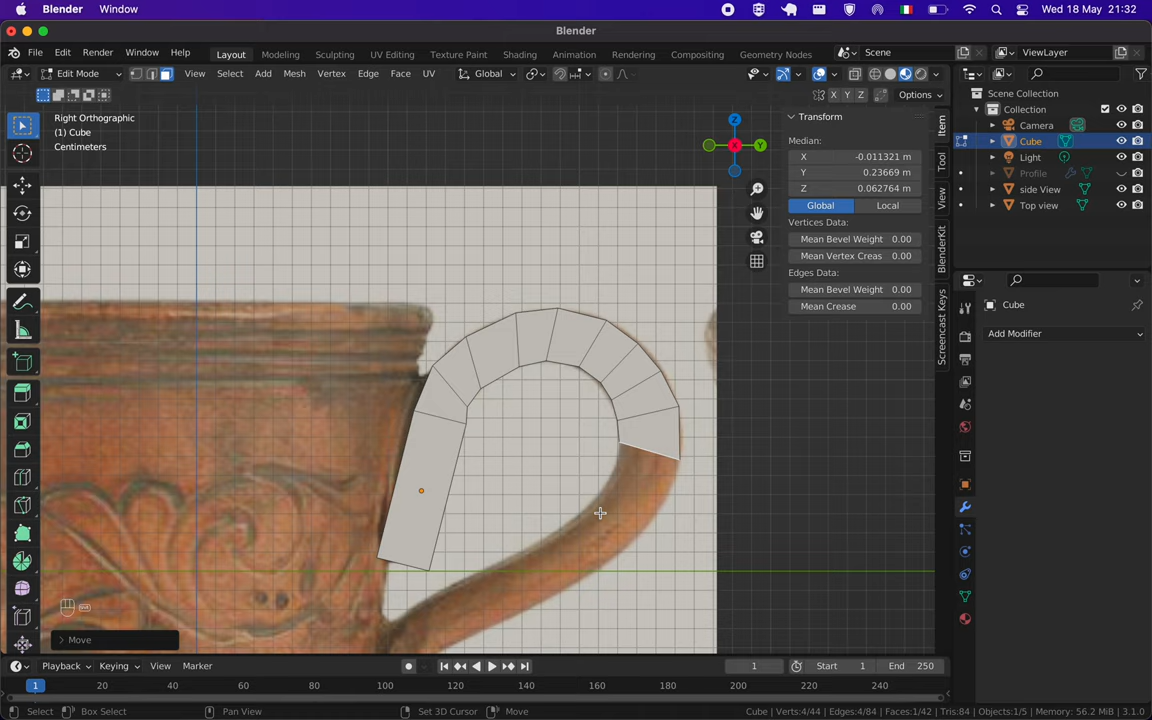 Blender Window Wed 18 May 21:32
Blender
File Edit Render Window Help Layout Modeling Sculpting UV Editing Texture Paint Shading Animation Rendering Compositing Geometry Nodes Scene ViewLayer
Edit Mode View Select Add Mesh Vertex Edge Face UV Global
X Y Z Options
Right Orthographic
(1) Cube
Centimeters
Z
Y
X
Transform
Median:
X -0.011321 m
Y 0.23669 m
Z 0.062764 m
Global Local
Vertices Data:
Mean Bevel Weight 0.00
Mean Vertex Creas 0.00
Edges Data:
Mean Bevel Weight 0.00
Mean Crease 0.00
Item
Tool
View
BlenderKit
Screencast Keys
Scene Collection
Collection
Camera
Cube
Light
Profile
side View
Top view
Cube
Add Modifier
Move
Playback Keying View Marker 1 Start 1 End 250
1 20 40 60 80 100 120 140 160 180 200 220 240
Select Box Select Pan View Set 3D Cursor Move Cube | Verts:4/44 | Edges:4/84 | Faces:1/42 | Tris:84 | Objects:1/5 | Memory: 56.2 MiB | 3.1.0